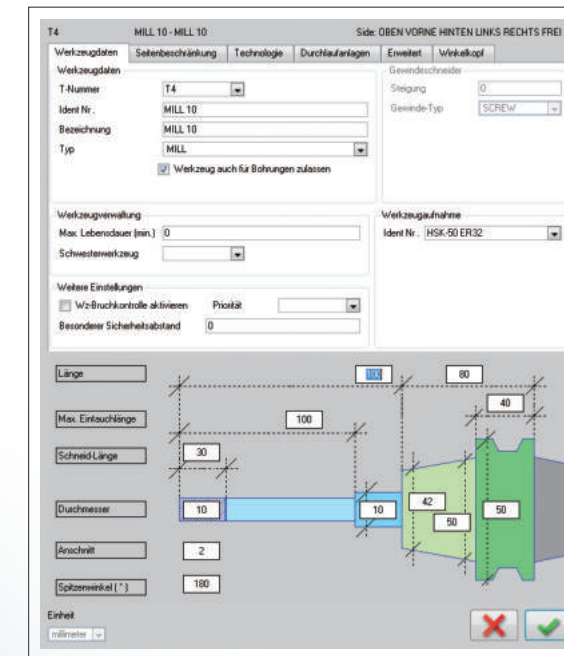 T4 MILL 10 - MILL 10 Side: OBEN VORNE HINTEN LINKS RECHTS FREI
Werkzeugdaten Seitenbeschränkung Technologie Durchlaufanlagen Erweitert Winkelkopf
Werkzeugdaten
T-Nummer T4
Ident Nr. MILL 10
Bezeichnung MILL 10
Typ MILL
Werkzeug auch für Bohrungen zulassen
Gewindeschneider
Steigung 0
Gewinde-Typ SCREW
Werkzeugverwaltung
Max. Lebensdauer (min.) 0
Schwesterwerkzeug
Werkzeugaufnahme
Ident Nr. HSK-50 ER32
Weitere Einstellungen
Wz-Bruchkontrolle aktivieren Priorität
Besonderer Sicherheitsabstand 0
Länge 180 80
40
Max. Eintauchlänge 100
Schneid-Länge 30
Durchmesser 10 10 42 50 50
Anschnitt 2
Spitzenwinkel ( ° ) 180
Einheit
millimeter